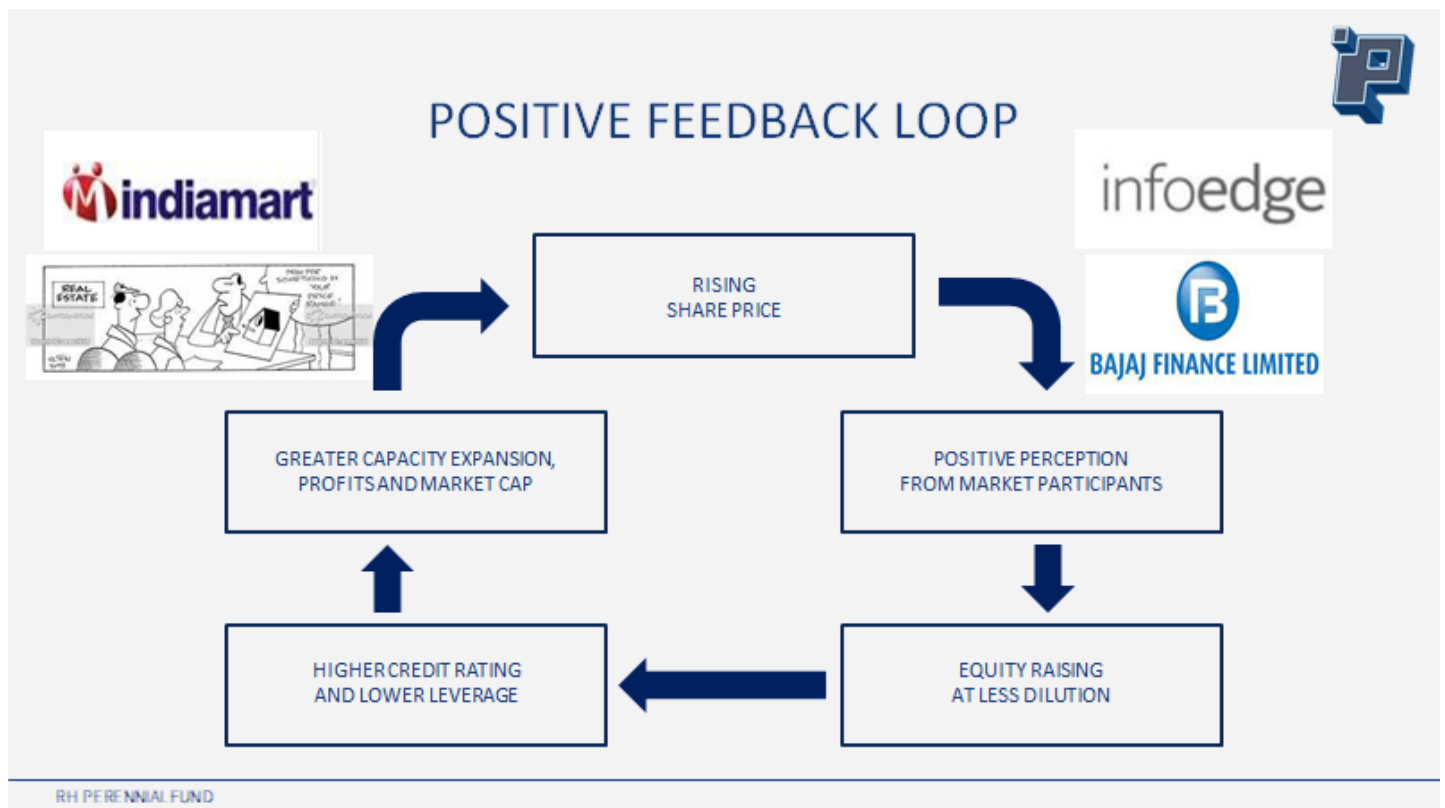 POSITIVE FEEDBACK LOOP
indiamart
infoedge
REAL
ESTATE
BAJAJ FINANCE LIMITED
RISING
SHARE PRICE
GREATER CAPACITY EXPANSION,
PROFITS AND MARKET CAP
POSITIVE PERCEPTION
FROM MARKET PARTICIPANTS
HIGHER CREDIT RATING
AND LOWER LEVERAGE
EQUITY RAISING
AT LESS DILUTION
RH PERENNIAL FUND